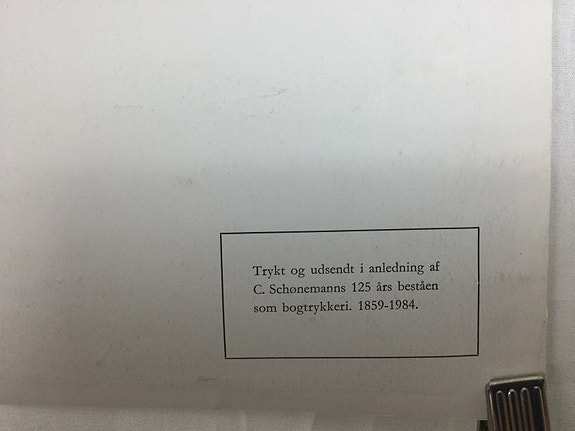 Trykt og udsendt i anledning af
C. Schønemanns 125 års beståen
som bogtrykkeri. 1859-1984.